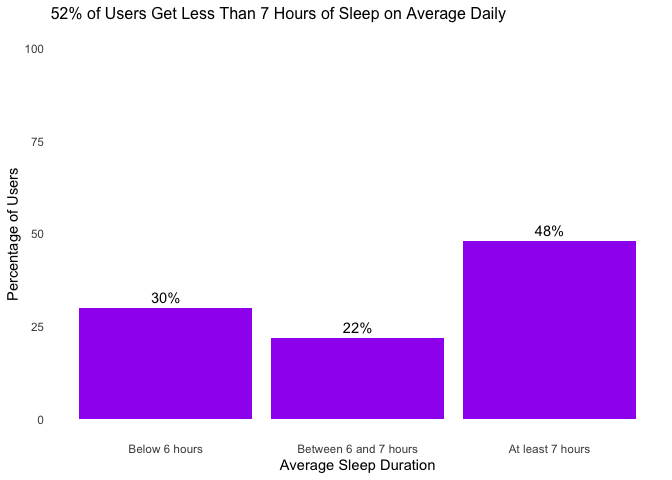 52% of Users Get Less Than 7 Hours of Sleep on Average Daily
100
75
50
25
0
Percentage of Users
30%
22%
48%
Below 6 hours
Between 6 and 7 hours
At least 7 hours
Average Sleep Duration